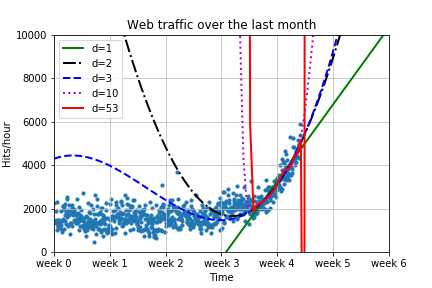 Web traffic over the last month
10000
8000
6000
4000
2000
0
Hits/hour
d=1
d=2
d=3
d=10
d=53
week 0 week 1 week 2 week 3 week 4 week 5 week 6
Time